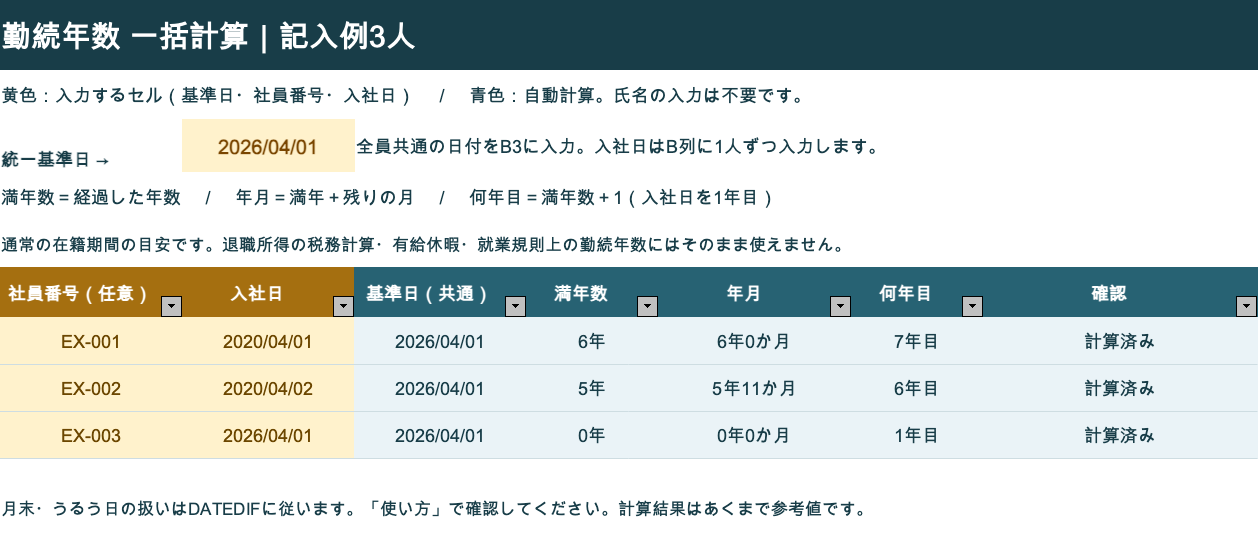 勤続年数 一括計算｜記入例3人
黄色：入力するセル（基準日・社員番号・入社日）　/　青色：自動計算。氏名の入力は不要です。
統一基準日→ 2026/04/01 全員共通の日付をB3に入力。入社日はB列に1人ずつ入力します。
満年数＝経過した年数　/　年月＝満年＋残りの月　/　何年目＝満年数＋1（入社日を1年目）
通常の在籍期間の目安です。退職所得の税務計算・有給休暇・就業規則上の勤続年数にはそのまま使えません。
社員番号（任意） 入社日 基準日（共通） 満年数 年月 何年目 確認
EX-001 2020/04/01 2026/04/01 6年 6年0か月 7年目 計算済み
EX-002 2020/04/02 2026/04/01 5年 5年11か月 6年目 計算済み
EX-003 2026/04/01 2026/04/01 0年 0年0か月 1年目 計算済み
月末・うるう日の扱いはDATEDIFに従います。「使い方」で確認してください。計算結果はあくまで参考値です。